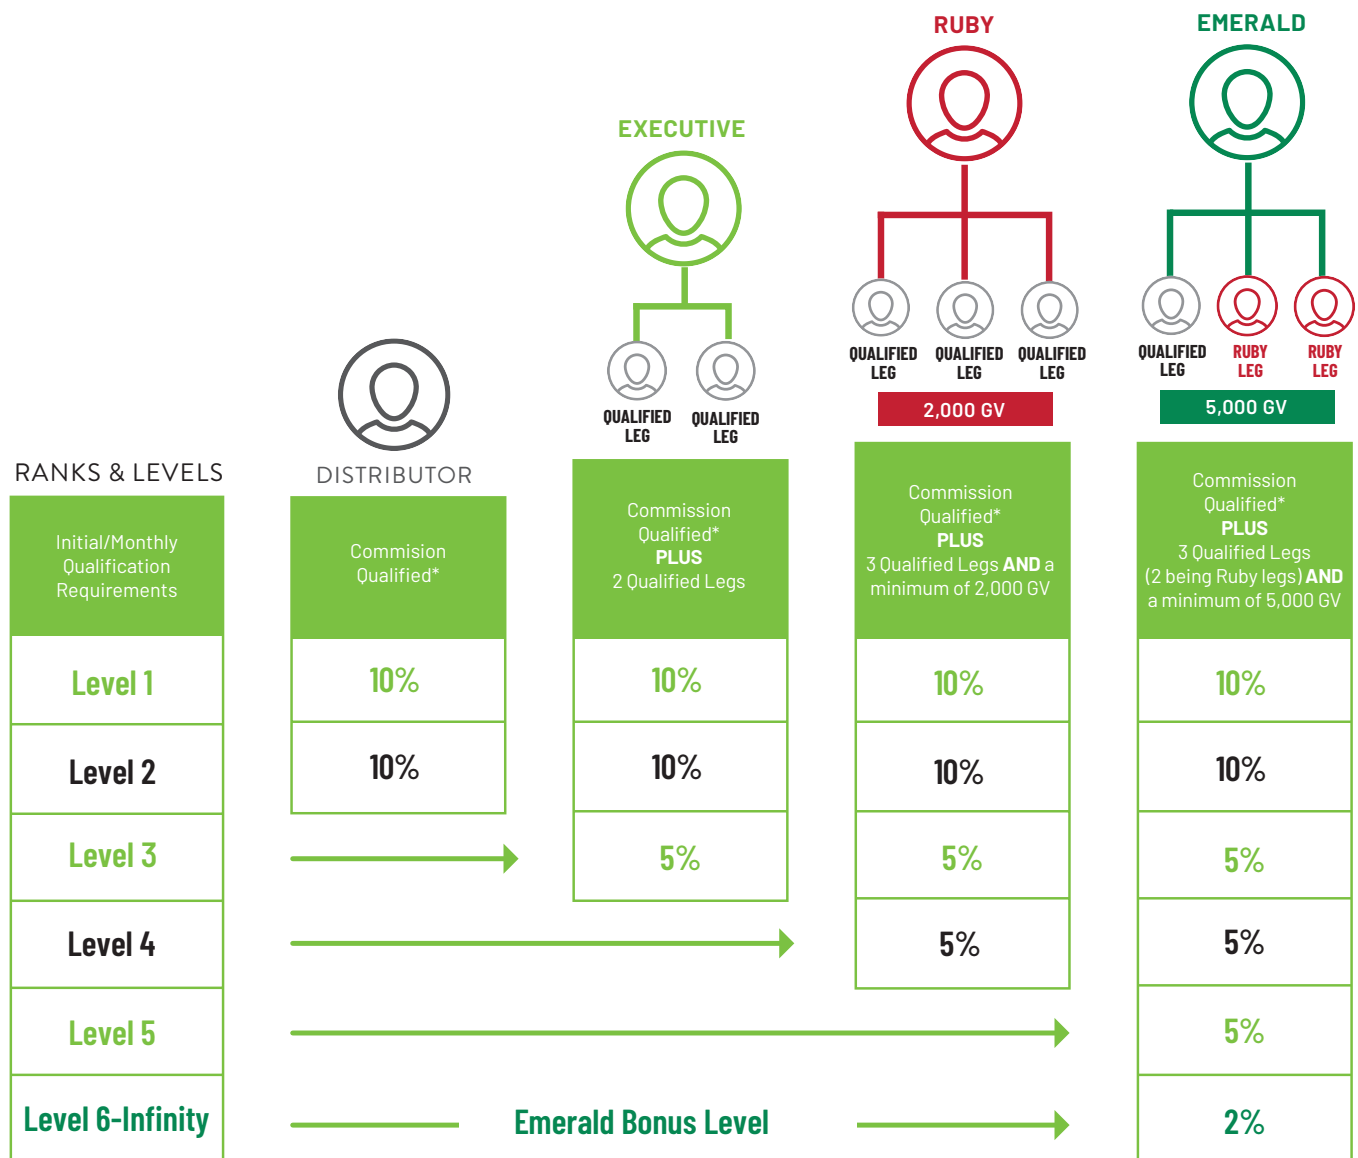 RUBY
EMERALD
EXECUTIVE
QUALIFIED
LEG
QUALIFIED
LEG
QUALIFIED
LEG
QUALIFIED
LEG
RUBY
LEG
RUBY
LEG
2,000 GV
5,000 GV
QUALIFIED
LEG
QUALIFIED
LEG
RANKS & LEVELS
DISTRIBUTOR
Initial/Monthly
Qualification
Requirements
Commision
Qualified*
Commission
Qualified*
PLUS
2 Qualified Legs
Commission
Qualified*
PLUS
3 Qualified Legs AND a
minimum of 2,000 GV
Commission
Qualified*
PLUS
3 Qualified Legs
(2 being Ruby legs) AND
a minimum of 5,000 GV
Level 1
10%
10%
10%
10%
Level 2
10%
10%
10%
10%
Level 3
5%
5%
5%
Level 4
5%
5%
Level 5
5%
Level 6-Infinity
Emerald Bonus Level
2%